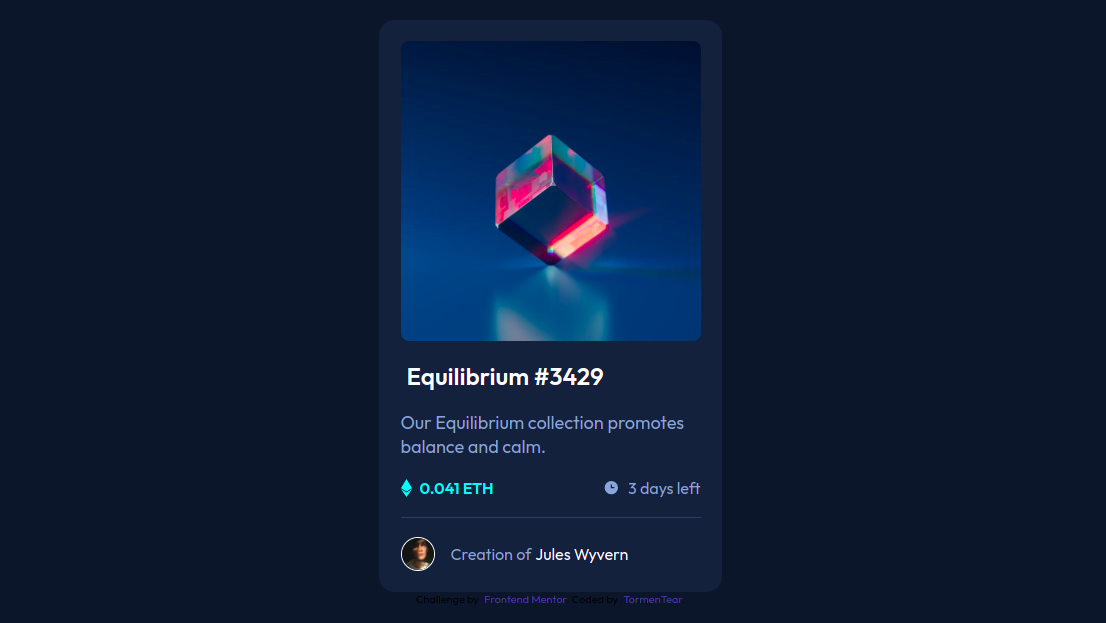 Equilibrium #3429
Our Equilibrium collection promotes
balance and calm.
0.041 ETH
3 days left
Creation of Jules Wyvern
Challenge by Frontend Mentor Coded by TormenTear